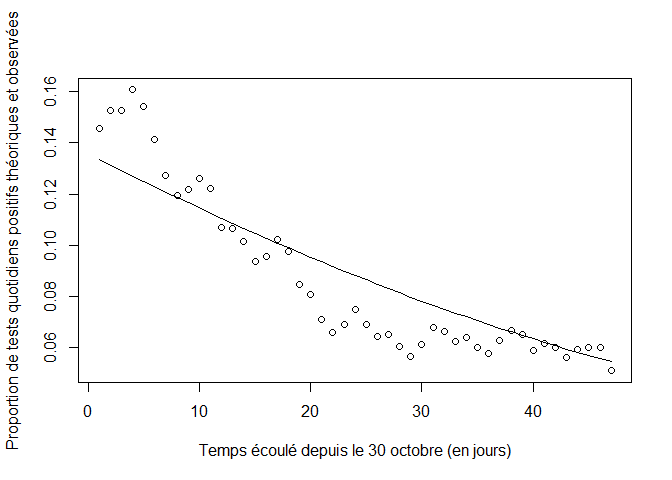 Proportion de tests quotidiens positifs théoriques et observées
0.16
0.14
0.12
0.10
0.08
0.06
0 10 20 30 40
Temps écoulé depuis le 30 octobre (en jours)